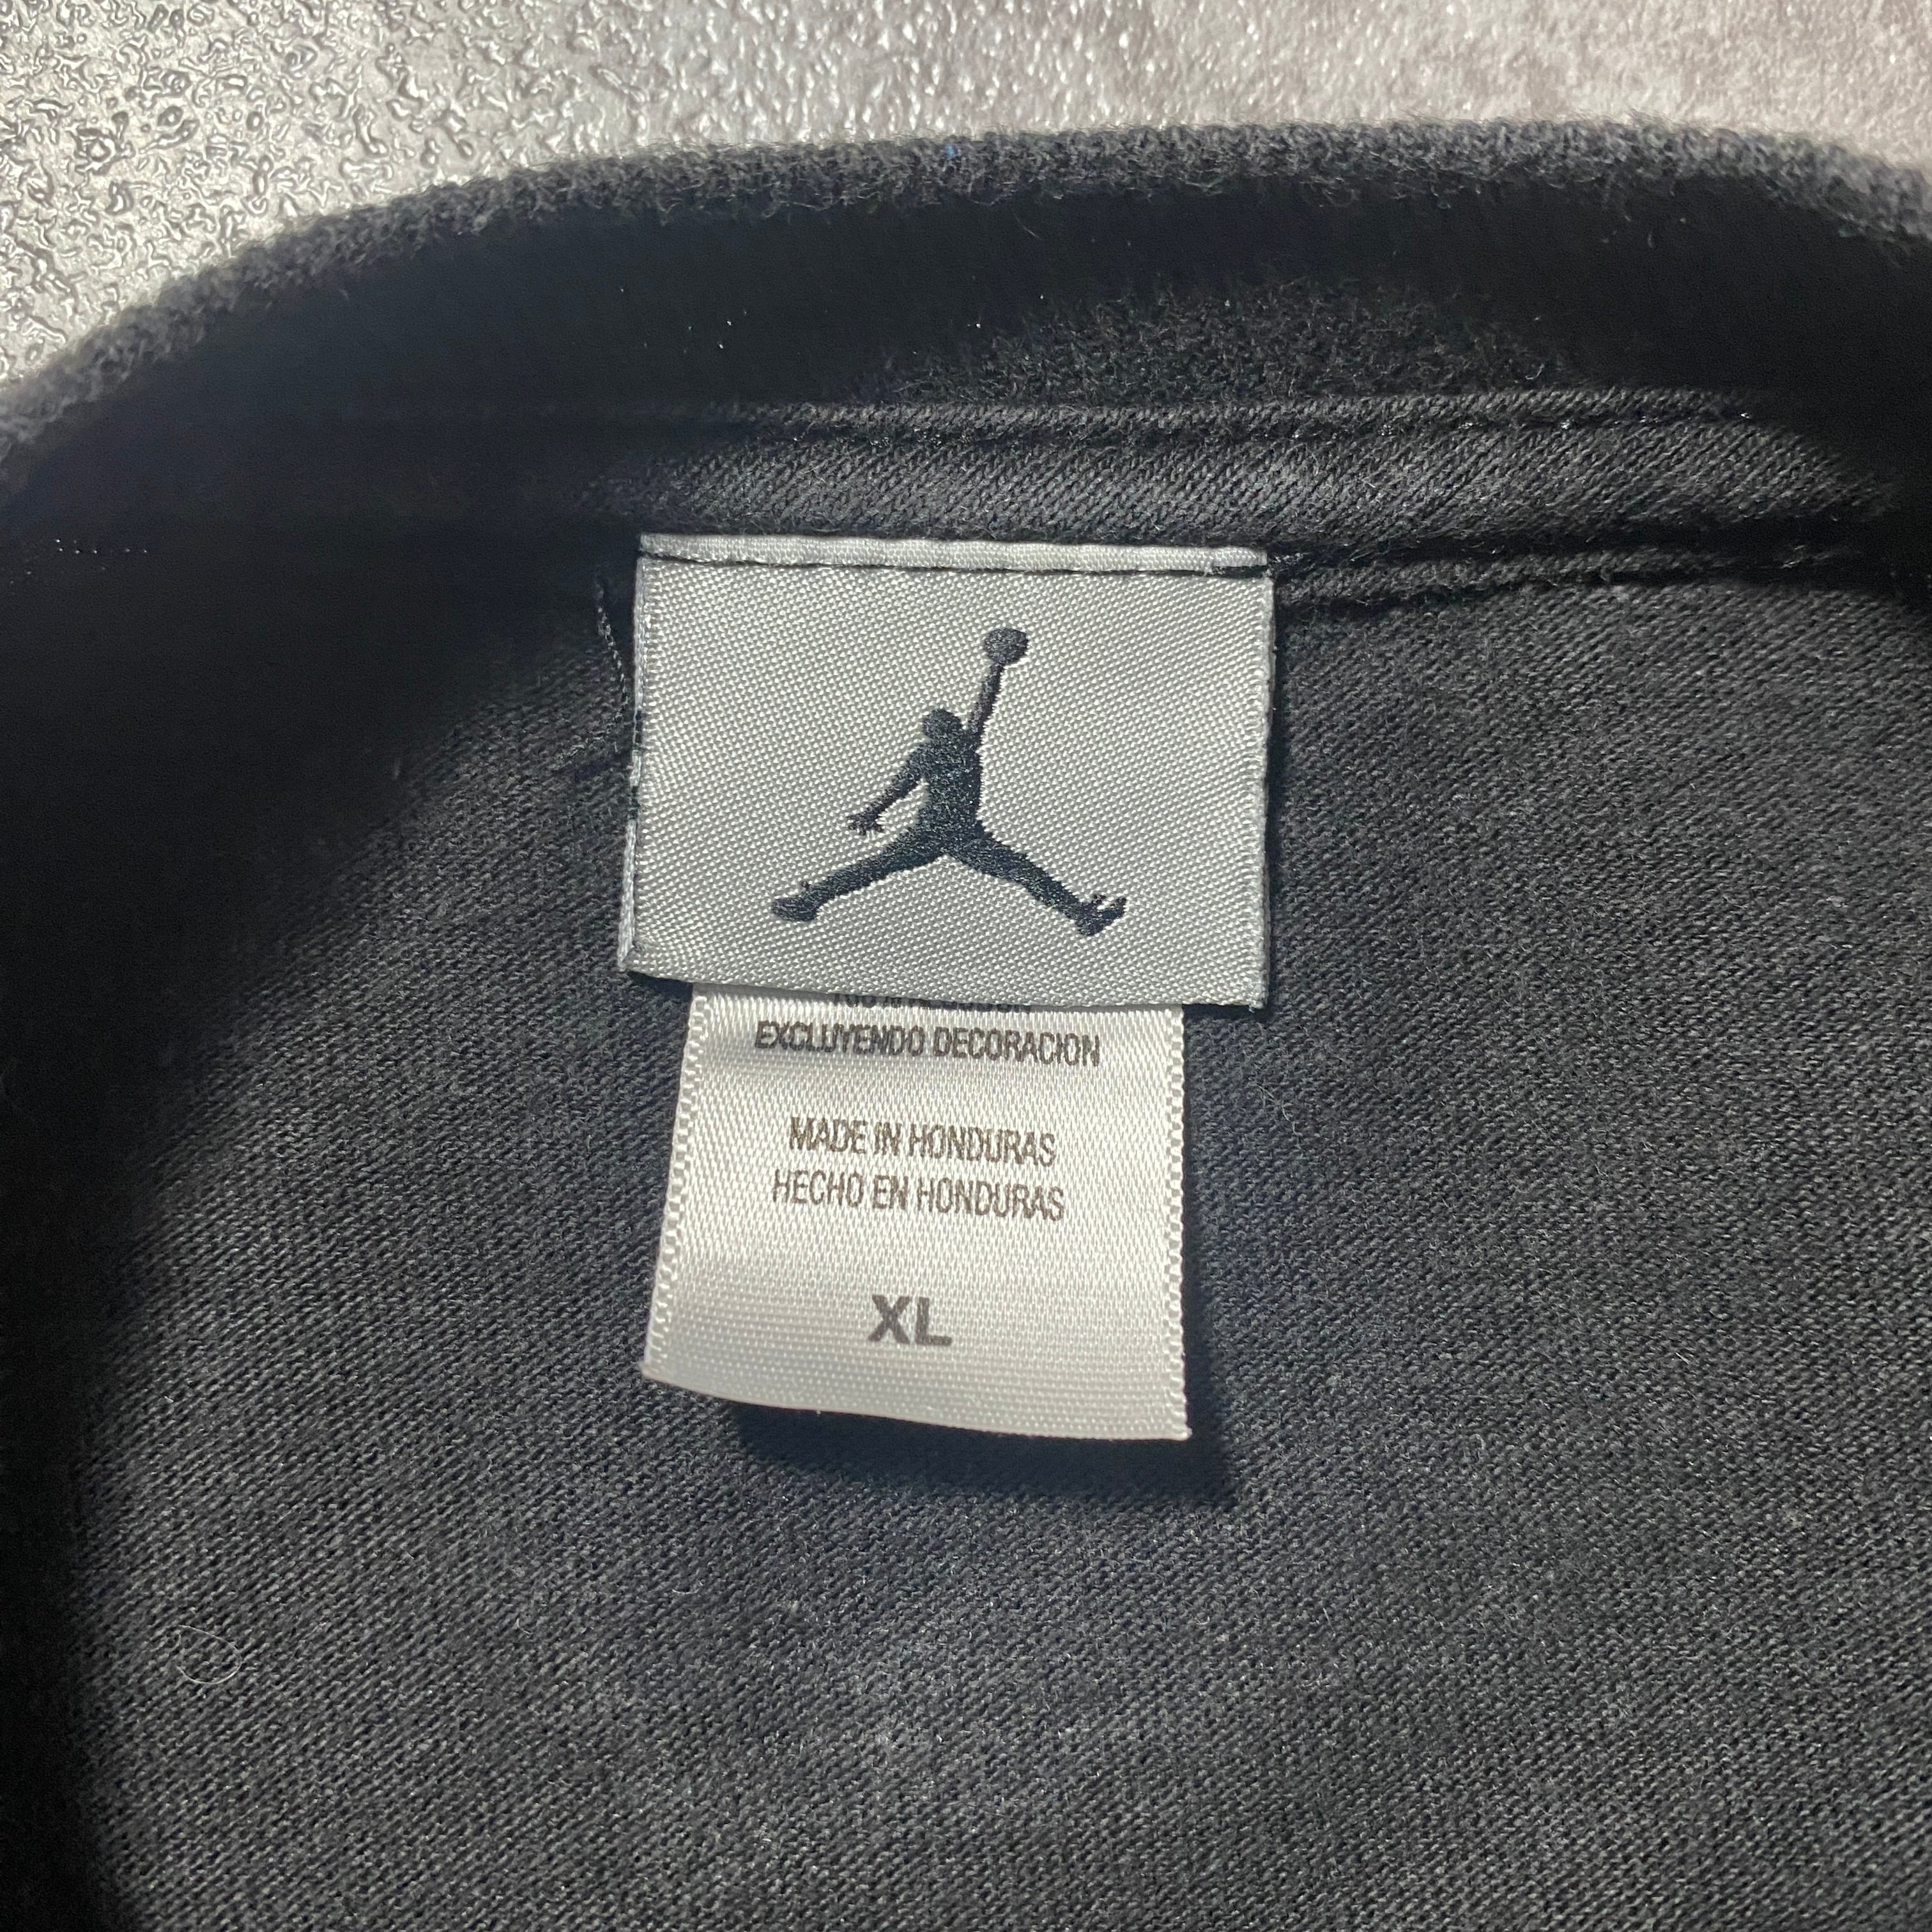 EXCLUYENDO DECORACION
MADE IN HONDURAS
HECHO EN HONDURAS
XL